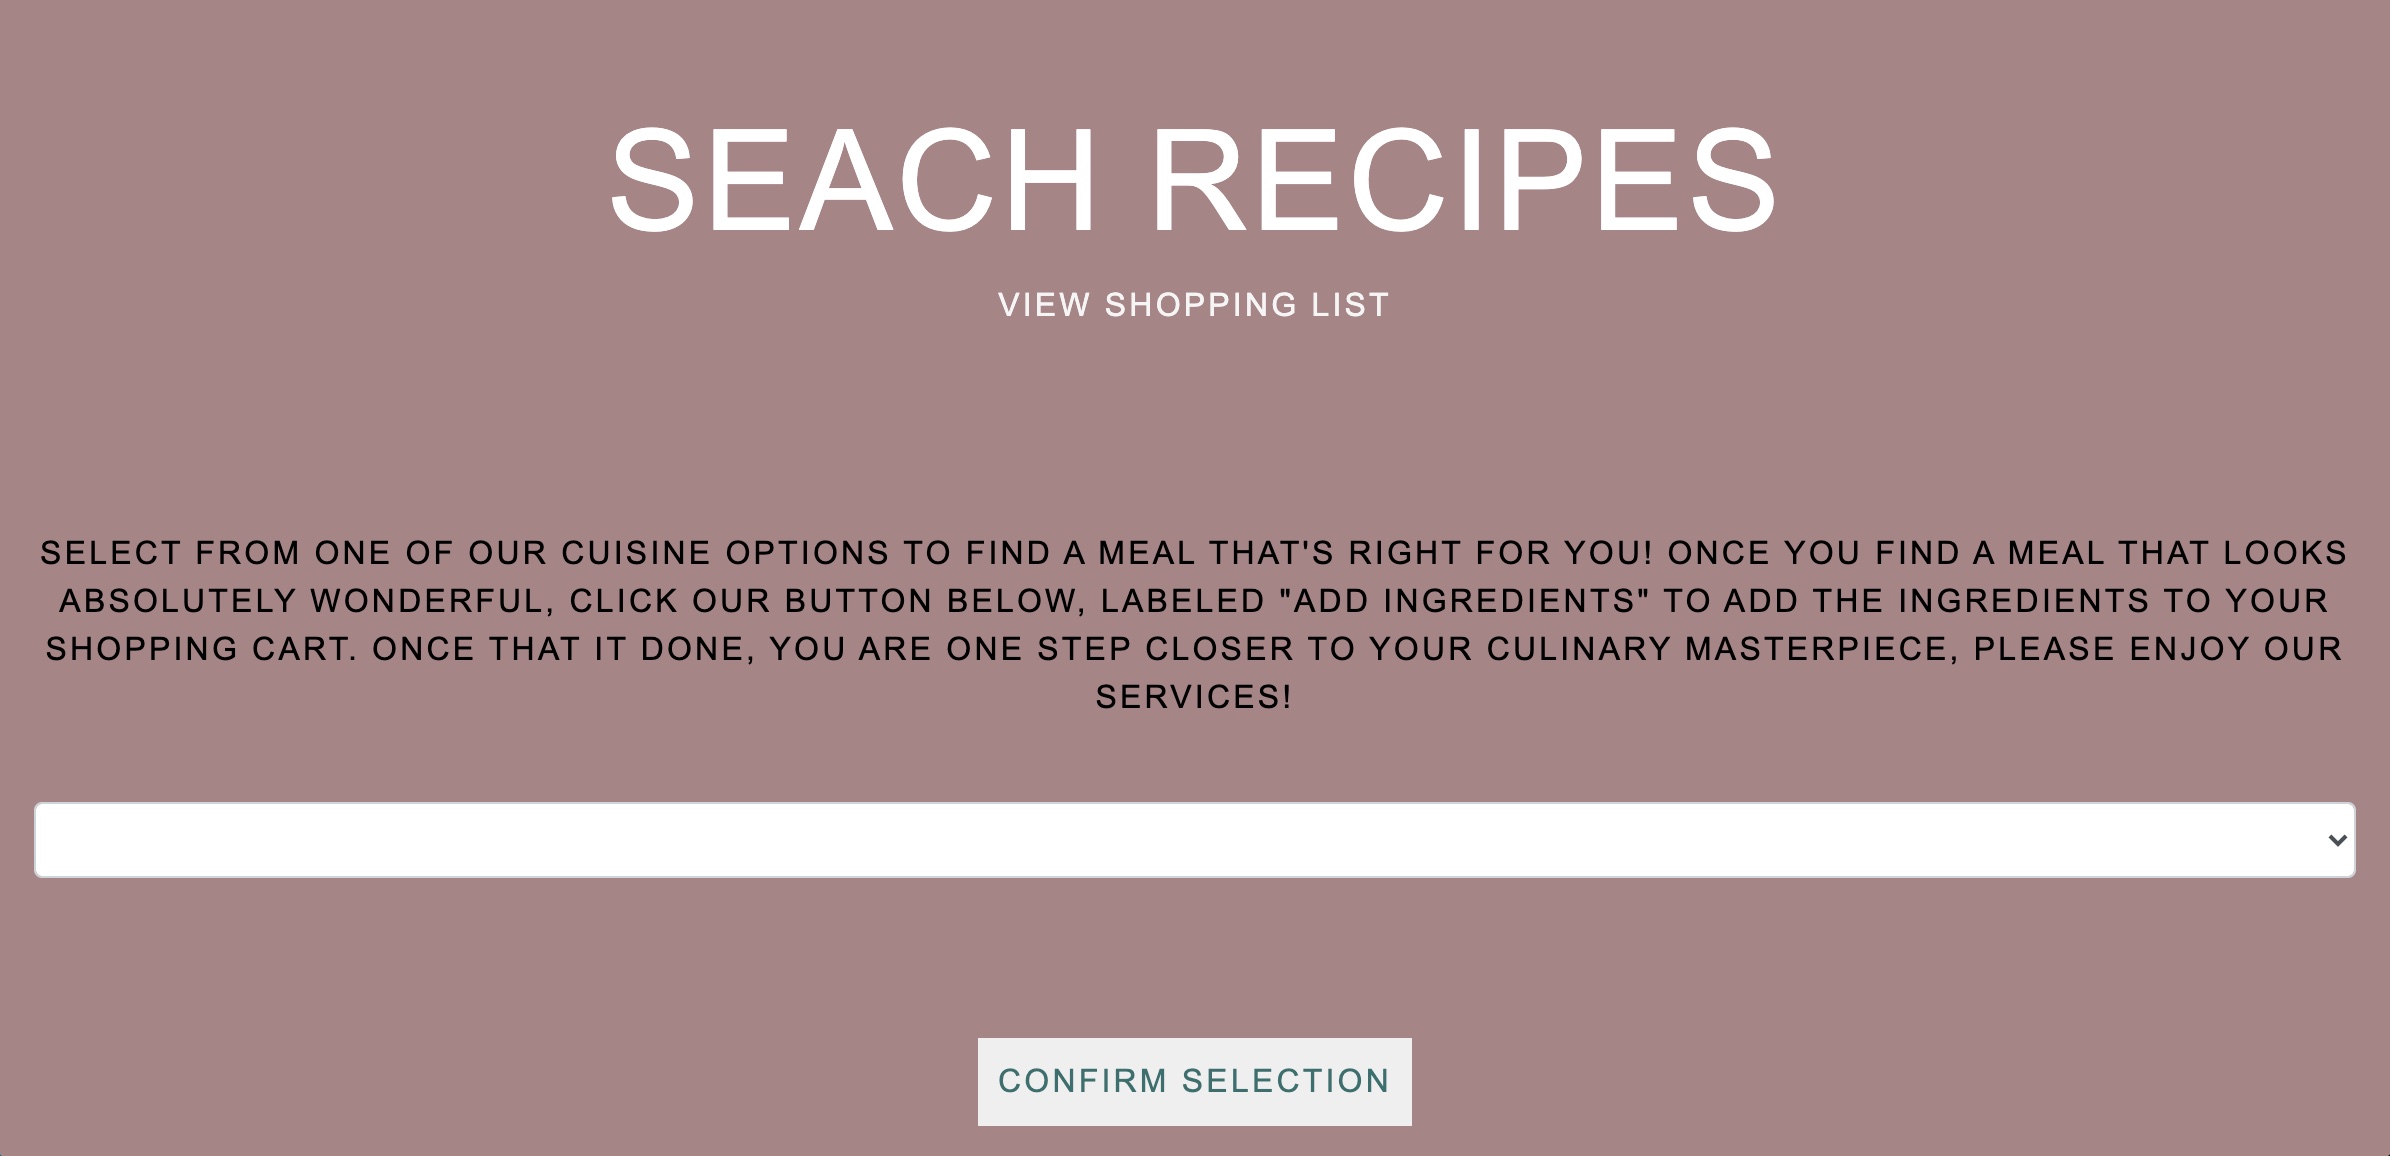 SEACH RECIPES
VIEW SHOPPING LIST
SELECT FROM ONE OF OUR CUISINE OPTIONS TO FIND A MEAL THAT'S RIGHT FOR YOU! ONCE YOU FIND A MEAL THAT LOOKS
ABSOLUTELY WONDERFUL, CLICK OUR BUTTON BELOW, LABELED "ADD INGREDIENTS" TO ADD THE INGREDIENTS TO YOUR
SHOPPING CART. ONCE THAT IT DONE, YOU ARE ONE STEP CLOSER TO YOUR CULINARY MASTERPIECE, PLEASE ENJOY OUR
SERVICES!
CONFIRM SELECTION